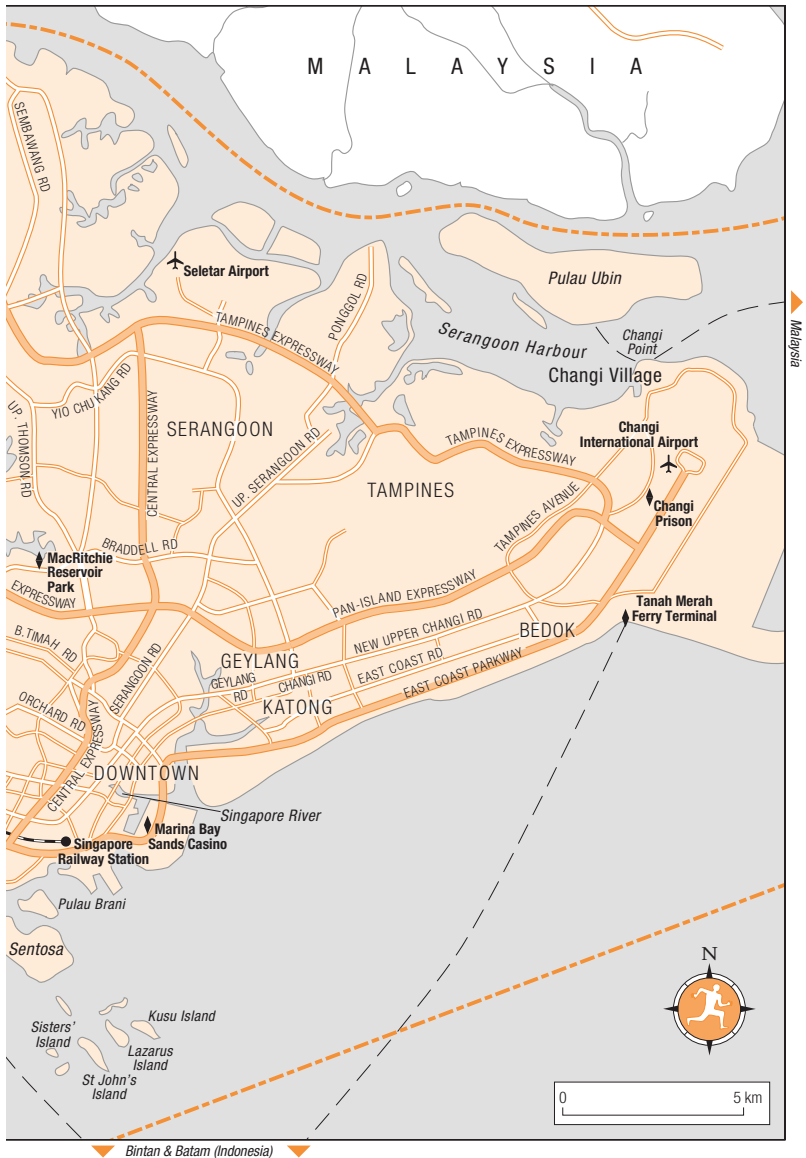 M A L A Y S I A
SEMBAWANG RD
Seletar Airport
Pulau Ubin
PONGGOL RD
TAMPINES EXPRESSWAY
Malaysia
Serangoon Harbour
Changi
Point
Changi Village
YIO CHU KANG RD
UP. THOMSON RD
CENTRAL EXPRESSWAY
SERANGOON
UP. SERANGOON RD
TAMPINES EXPRESSWAY
Changi
International Airport
TAMPINES
TAMPINES AVENUE
Changi
Prison
BRADDELL RD
MacRitchie
Reservoir
Park
EXPRESSWAY
PAN-ISLAND EXPRESSWAY
Tanah Merah
Ferry Terminal
B.TIMAH RD
SERANGOON RD
NEW UPPER CHANGI RD
BEDOK
GEYLANG
GEYLANG
RD
CHANGI RD
EAST COAST RD
EAST COAST PARKWAY
KATONG
ORCHARD RD
CENTRAL EXPRESSWAY
DOWNTOWN
Singapore River
Marina Bay
Sands Casino
Singapore
Railway Station
Pulau Brani
Sentosa
N
Sisters'
Island
Kusu Island
Lazarus
Island
St John's
Island
0
5 km
Bintan & Batam (Indonesia)